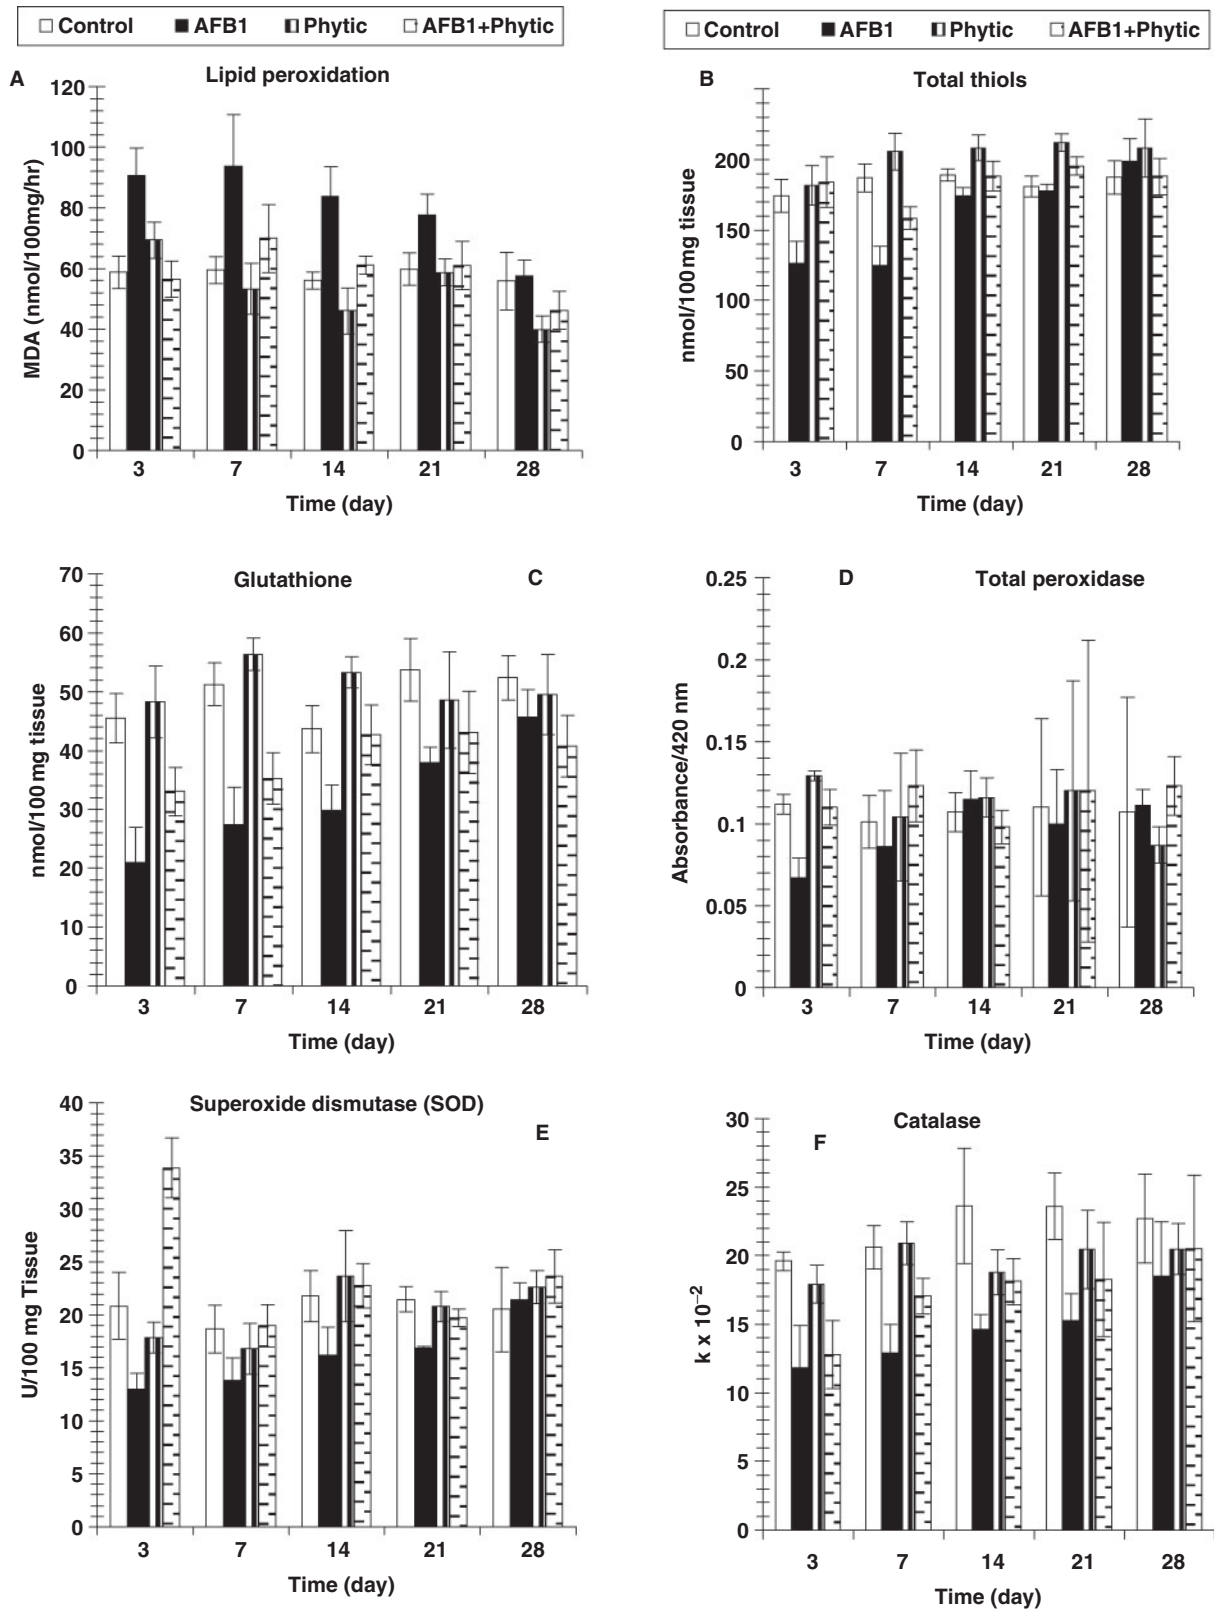 Control AFB1 Phytic AFB1+Phytic
Control AFB1 Phytic AFB1+Phytic
A Lipid peroxidation
120
100
80
60
40
20
0
MDA (nmol/100mg/hr)
3 7 14 21 28
Time (day)
B Total thiols
200
150
100
50
0
nmol/100 mg tissue
3 7 14 21 28
Time (day)
Glutathione C
70
60
50
40
30
20
10
0
nmol/100 mg tissue
3 7 14 21 28
Time (day)
D Total peroxidase
0.25
0.2
0.15
0.1
0.05
0
Absorbance/420 nm
3 7 14 21 28
Time (day)
Superoxide dismutase (SOD)
E
40
35
30
25
20
15
10
5
0
U/100 mg Tissue
3 7 14 21 28
Time (day)
Catalase
F
30
25
20
15
10
5
0
k x 10⁻²
3 7 14 21 28
Time (day)